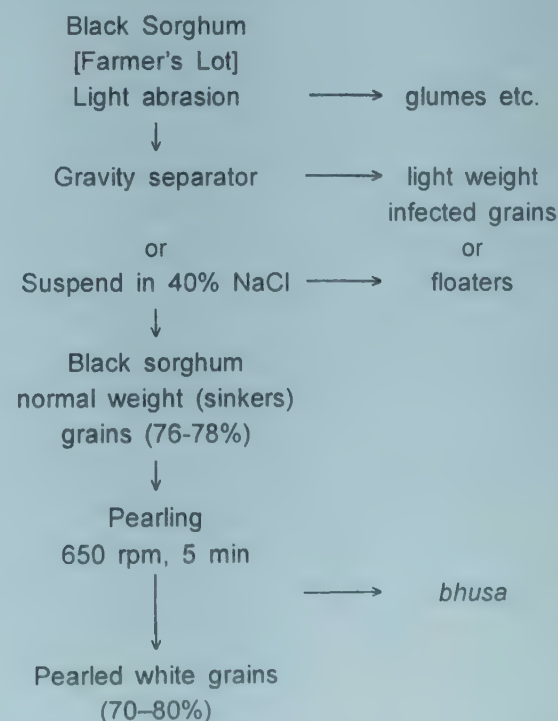 Black Sorghum
[Farmer's Lot]
Light abrasion → glumes etc.
↓
Gravity separator → light weight
infected grains
or or
Suspend in 40% NaCl → floaters
↓
Black sorghum
normal weight (sinkers)
grains (76-78%)
↓
Pearling
650 rpm, 5 min
↓ → bhusa
Pearled white grains
(70–80%)